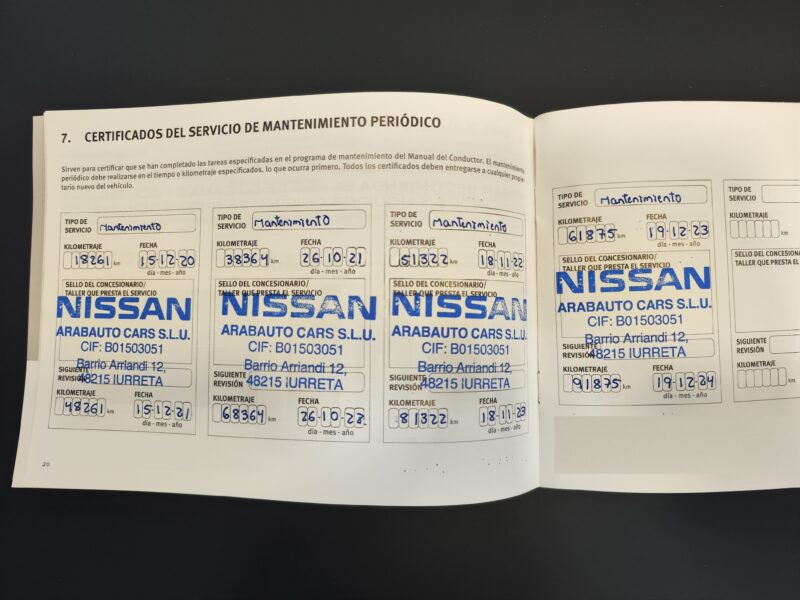 7. CERTIFICADOS DEL SERVICIO DE MANTENIMIENTO PERIÓDICO
Sirven para certificar que se han completado las tareas especificadas en el programa de mantenimiento del Manual del Conductor. El mantenimiento
periódico debe realizarse en el tiempo o kilometraje especificados, lo que ocurra primero. Todos los certificados deben entregarse a cualquier propie-
tario nuevo del vehículo.
TIPO DE
SERVICIO Mantenimiento
KILOMETRAJE FECHA
18261 km 15-12-20
día - mes - año
SELLO DEL CONCESIONARIO/
TALLER QUE PRESTA EL SERVICIO
NISSAN
ARABAUTO CARS S.L.U.
CIF: B01503051
Barrio Arriandi 12,
48215 IURRETA
SIGUIENTE
REVISIÓN
KILOMETRAJE FECHA
48261 km 15-12-21
día - mes - año
TIPO DE
SERVICIO Mantenimiento
KILOMETRAJE FECHA
38364 km 26-10-21
día - mes - año
SELLO DEL CONCESIONARIO/
TALLER QUE PRESTA EL SERVICIO
NISSAN
ARABAUTO CARS S.L.U.
CIF: B01503051
Barrio Arriandi 12,
48215 IURRETA
SIGUIENTE
REVISIÓN
KILOMETRAJE FECHA
68364 km 26-10-22
día - mes - año
TIPO DE
SERVICIO Mantenimiento
KILOMETRAJE FECHA
51322 km 18-11-22
día - mes - año
SELLO DEL CONCESIONARIO/
TALLER QUE PRESTA EL SERVICIO
NISSAN
ARABAUTO CARS S.L.U.
CIF: B01503051
Barrio Arriandi 12,
48215 IURRETA
SIGUIENTE
REVISIÓN
KILOMETRAJE FECHA
81322 km 18-11-23
día - mes - año
20
TIPO DE
SERVICIO Mantenimiento
KILOMETRAJE FECHA
61875 km 19-12-23
día - mes - año
SELLO DEL CONCESIONARIO/
TALLER QUE PRESTA EL SERVICIO
NISSAN
ARABAUTO CARS S.L.U.
CIF: B01503051
Barrio Arriandi 12,
48215 IURRETA
SIGUIENTE
REVISIÓN
KILOMETRAJE FECHA
91875 km 19-12-24
día - mes - año
TIPO DE
SERVICIO
KILOMETRAJE
km
SELLO DEL CONCESIONARIO/
TALLER QUE PRESTA EL
SIGUIENTE
REVISIÓN
KILOMETRAJE
km